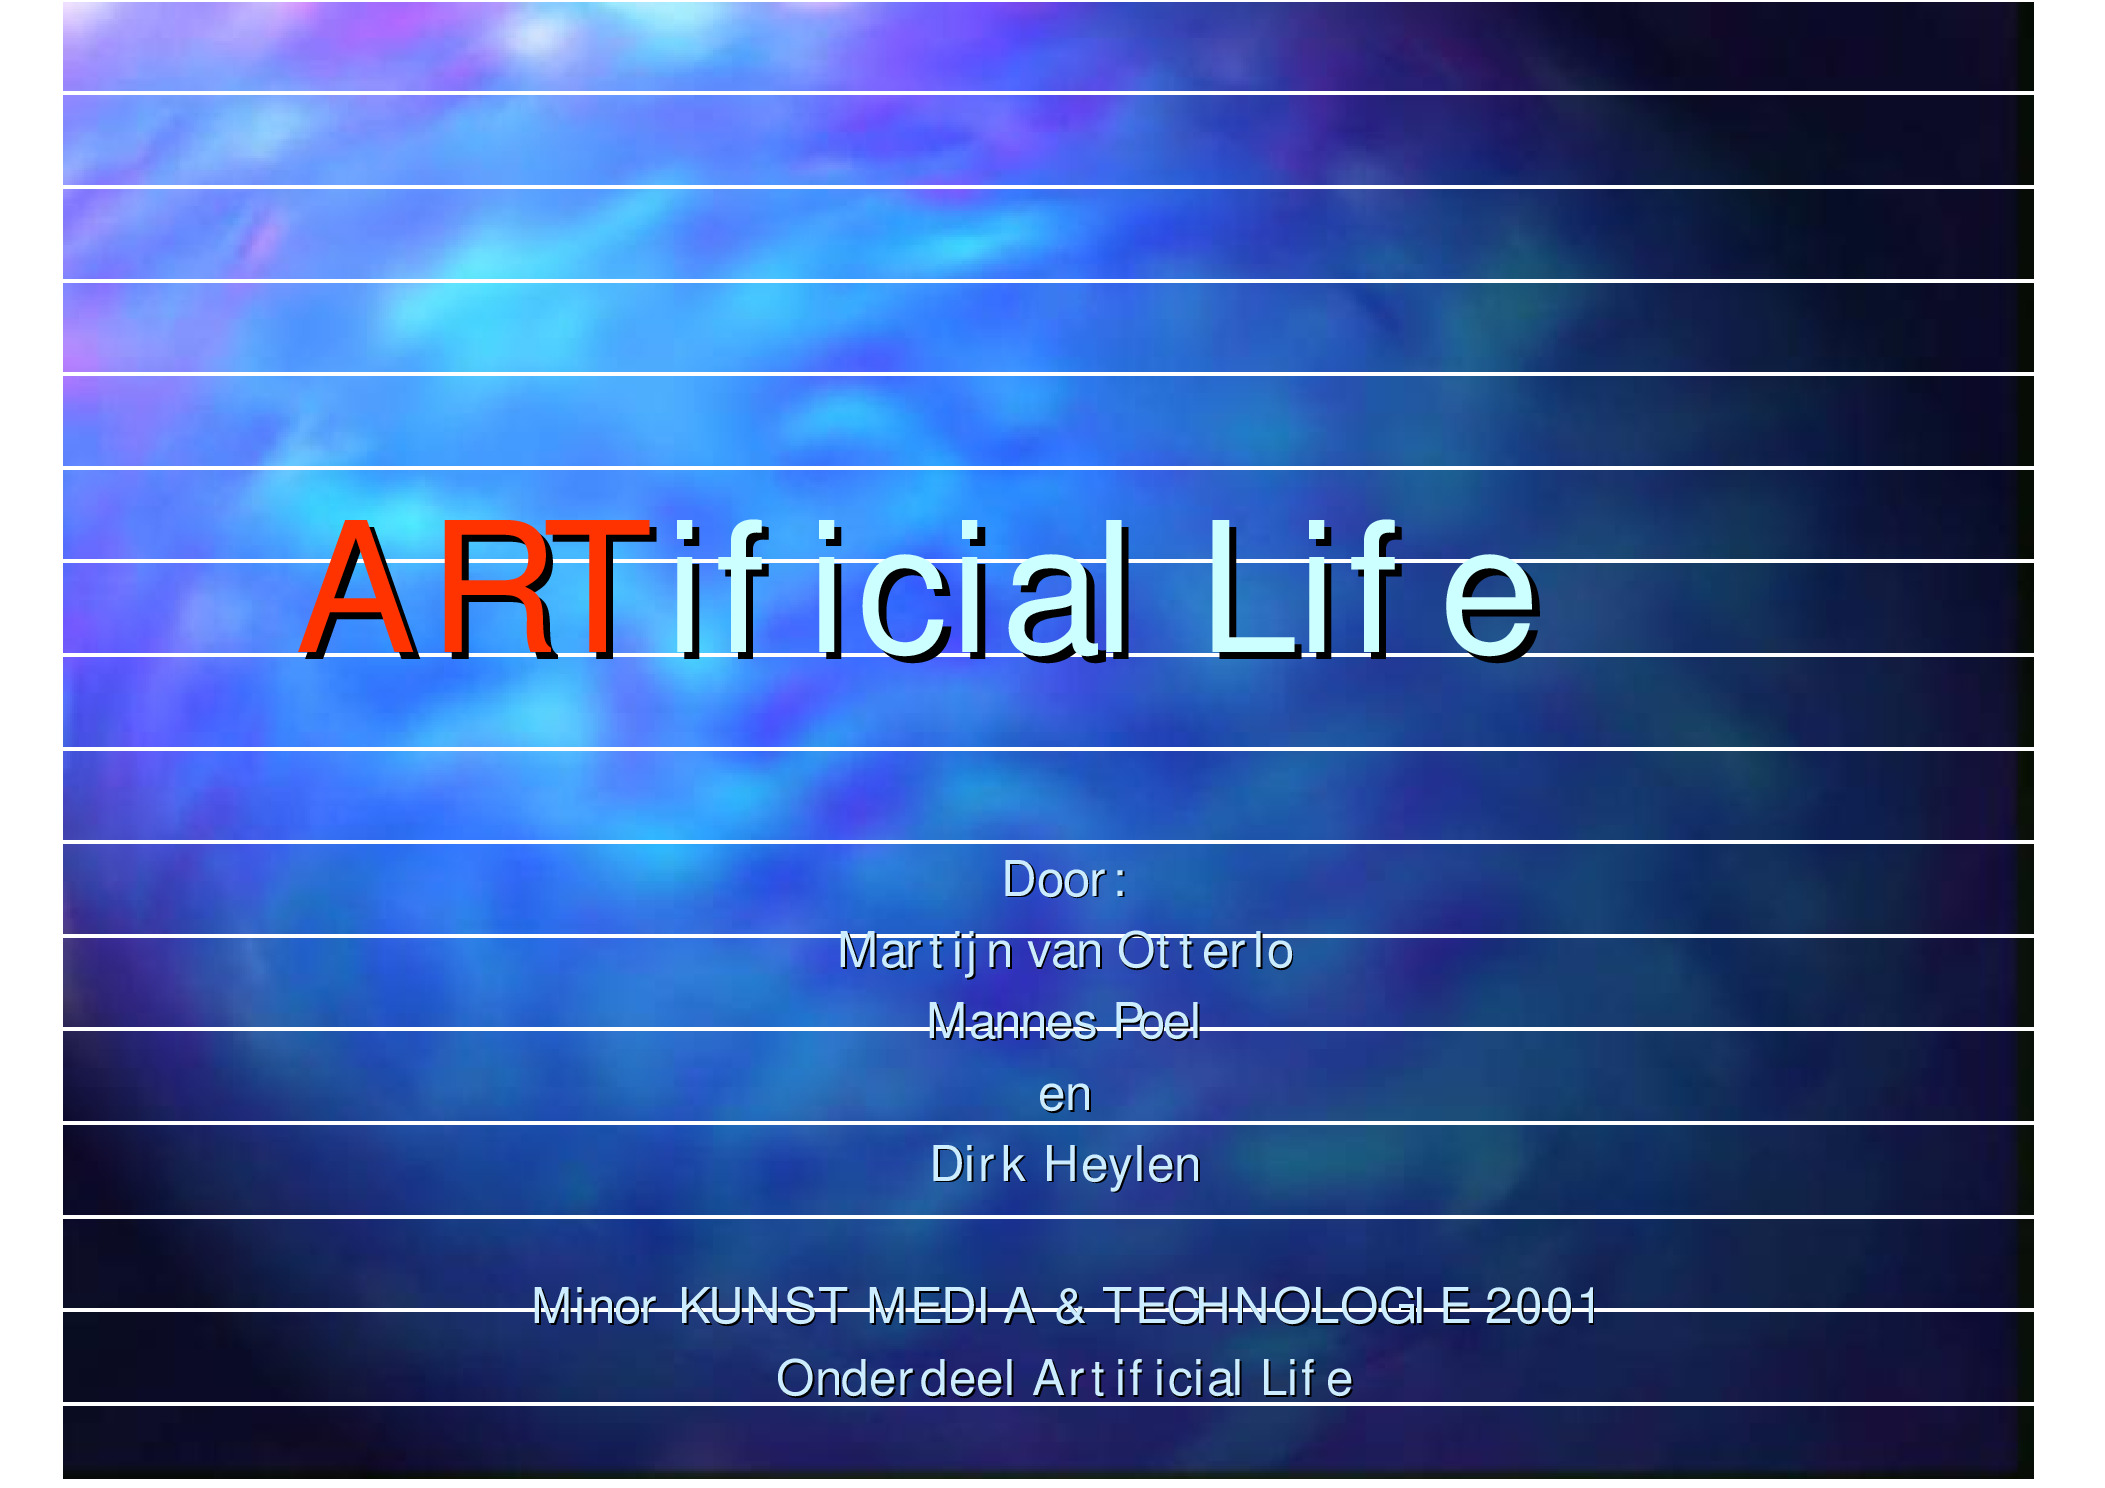 ARTificial Life
Door:
Martijn van Otterlo
Mannes Poel
en
Dirk Heylen
Minor KUNST MEDIA & TECHNOLOGIE 2001
Onderdeel Artificial Life